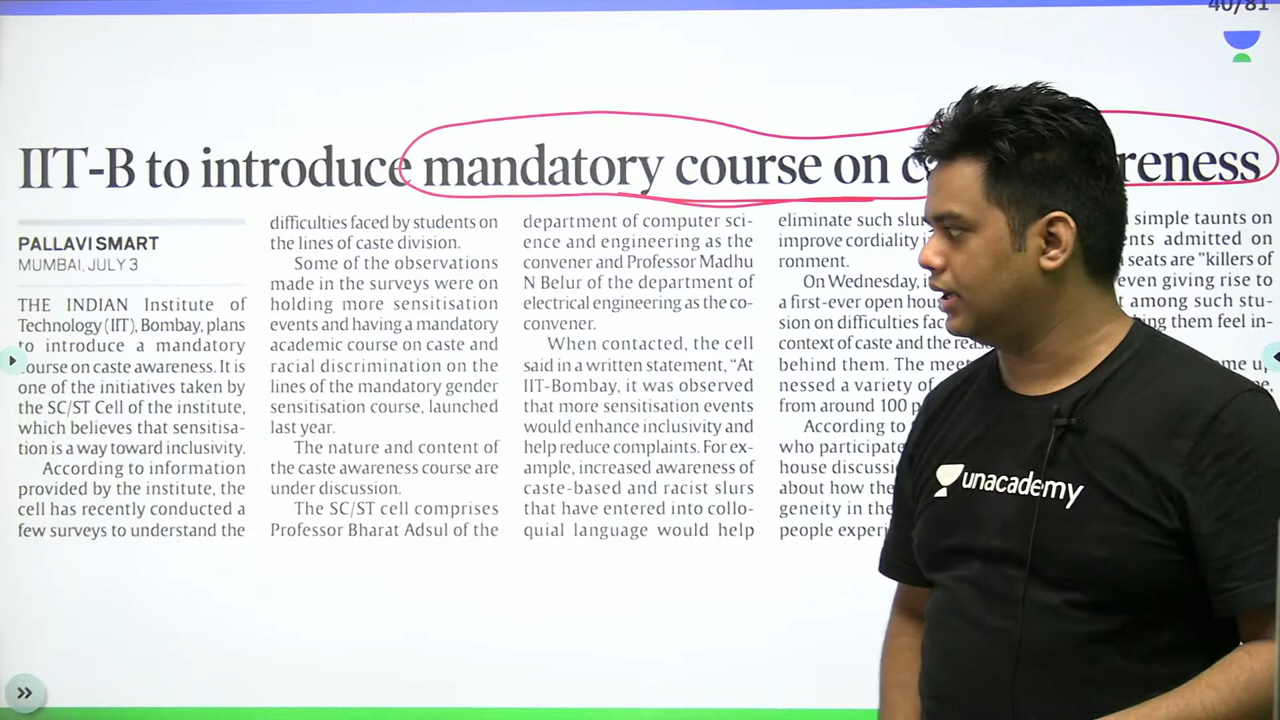 40/81
IIT-B to introduce mandatory course on reness
PALLAVI SMART
MUMBAI, JULY 3
THE INDIAN Institute of
Technology (IIT), Bombay, plans
to introduce a mandatory
course on caste awareness. It is
one of the initiatives taken by
the SC/ST Cell of the institute,
which believes that sensitisa-
tion is a way toward inclusivity.
According to information
provided by the institute, the
cell has recently conducted a
few surveys to understand the
difficulties faced by students on
the lines of caste division.
Some of the observations
made in the surveys were on
holding more sensitisation
events and having a mandatory
academic course on caste and
racial discrimination on the
lines of the mandatory gender
sensitisation course, launched
last year.
The nature and content of
the caste awareness course are
under discussion.
The SC/ST cell comprises
Professor Bharat Adsul of the
department of computer sci-
ence and engineering as the
convener and Professor Madhu
N Belur of the department of
electrical engineering as the co-
convener.
When contacted, the cell
said in a written statement, “At
IIT-Bombay, it was observed
that more sensitisation events
would enhance inclusivity and
help reduce complaints. For ex-
ample, increased awareness of
caste-based and racist slurs
that have entered into collo-
quial language would help
eliminate such slur
improve cordiality i
ronment.
On Wednesday, i
a first-ever open hou
sion on difficulties fac
context of caste and the reas
behind them. The meet
nessed a variety of
from around 100 p
According to
who participate
house discussi
about how the
geneity in the
people experi
simple taunts on
nts admitted on
seats are "killers of
even giving rise to
t among such stu-
hing them feel in-
me up,
unacademy